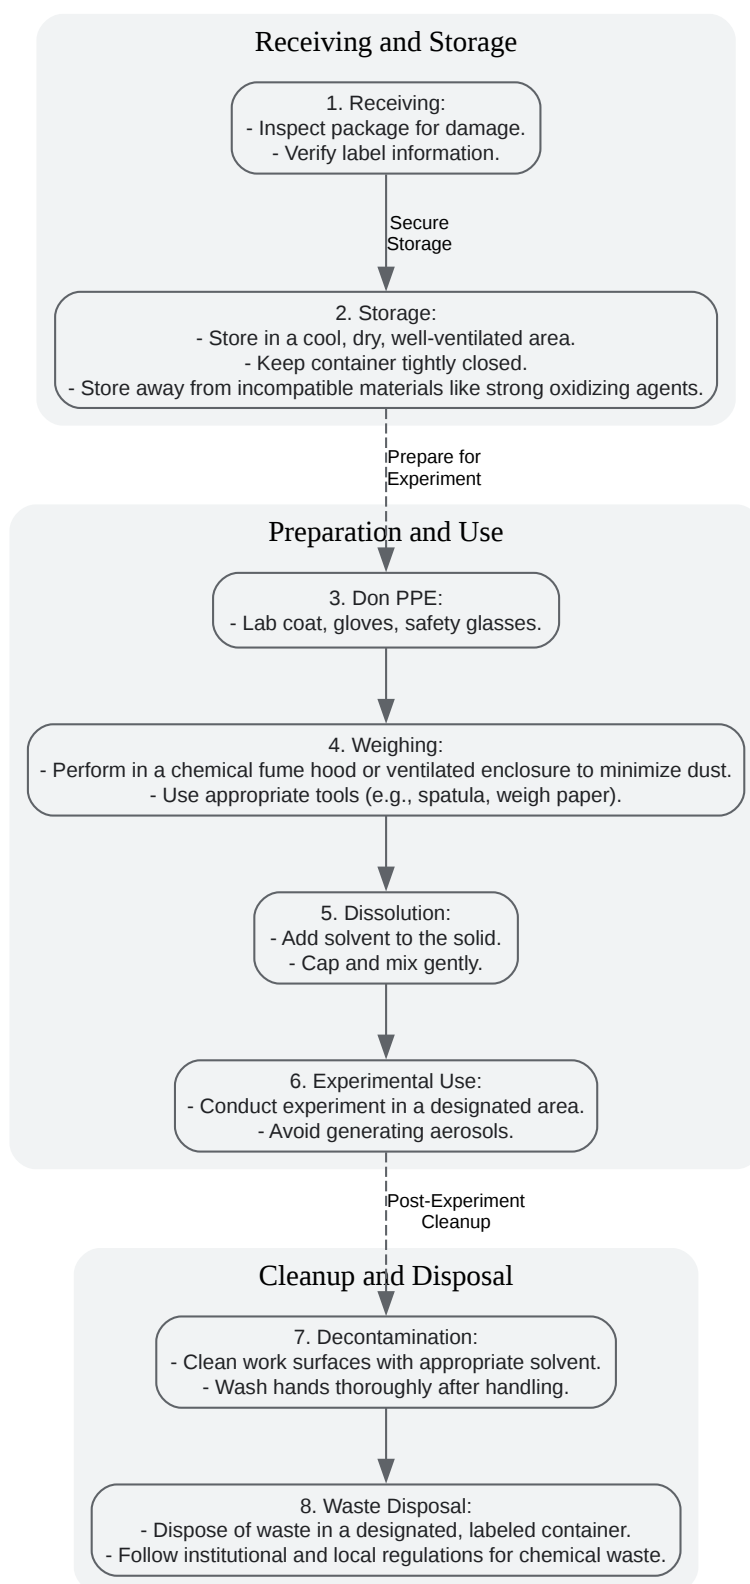 Receiving and Storage
1. Receiving:
- Inspect package for damage.
- Verify label information.
Secure
Storage
2. Storage:
- Store in a cool, dry, well-ventilated area.
- Keep container tightly closed.
- Store away from incompatible materials like strong oxidizing agents.
Prepare for
Experiment
Preparation and Use
3. Don PPE:
- Lab coat, gloves, safety glasses.
4. Weighing:
- Perform in a chemical fume hood or ventilated enclosure to minimize dust.
- Use appropriate tools (e.g., spatula, weigh paper).
5. Dissolution:
- Add solvent to the solid.
- Cap and mix gently.
6. Experimental Use:
- Conduct experiment in a designated area.
- Avoid generating aerosols.
Post-Experiment
Cleanup
Cleanup and Disposal
7. Decontamination:
- Clean work surfaces with appropriate solvent.
- Wash hands thoroughly after handling.
8. Waste Disposal:
- Dispose of waste in a designated, labeled container.
- Follow institutional and local regulations for chemical waste.